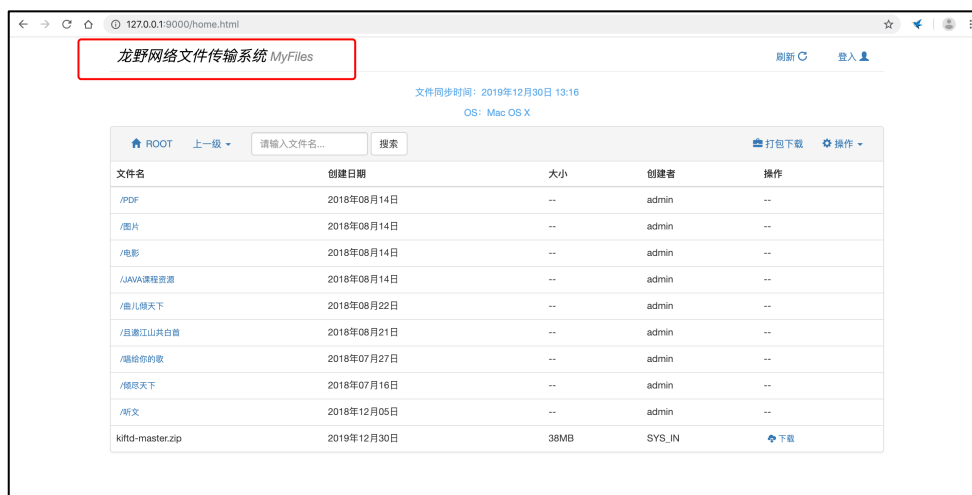 127.0.0.1:9000/home.html
龙野网络文件传输系统 MyFiles 刷新 登入
文件同步时间：2019年12月30日 13:16
OS：Mac OS X
ROOT 上一级 请输入文件名... 搜索 打包下载 操作
文件名 创建日期 大小 创建者 操作
/PDF 2018年08月14日 -- admin --
/图片 2018年08月14日 -- admin --
/电影 2018年08月14日 -- admin --
/JAVA课程资源 2018年08月14日 -- admin --
/曲儿倾天下 2018年08月22日 -- admin --
/且邀江山共白首 2018年08月21日 -- admin --
/唱给你的歌 2018年07月27日 -- admin --
/倾尽天下 2018年07月16日 -- admin --
/听文 2018年12月05日 -- admin --
kiftd-master.zip 2019年12月30日 38MB SYS_IN 下载